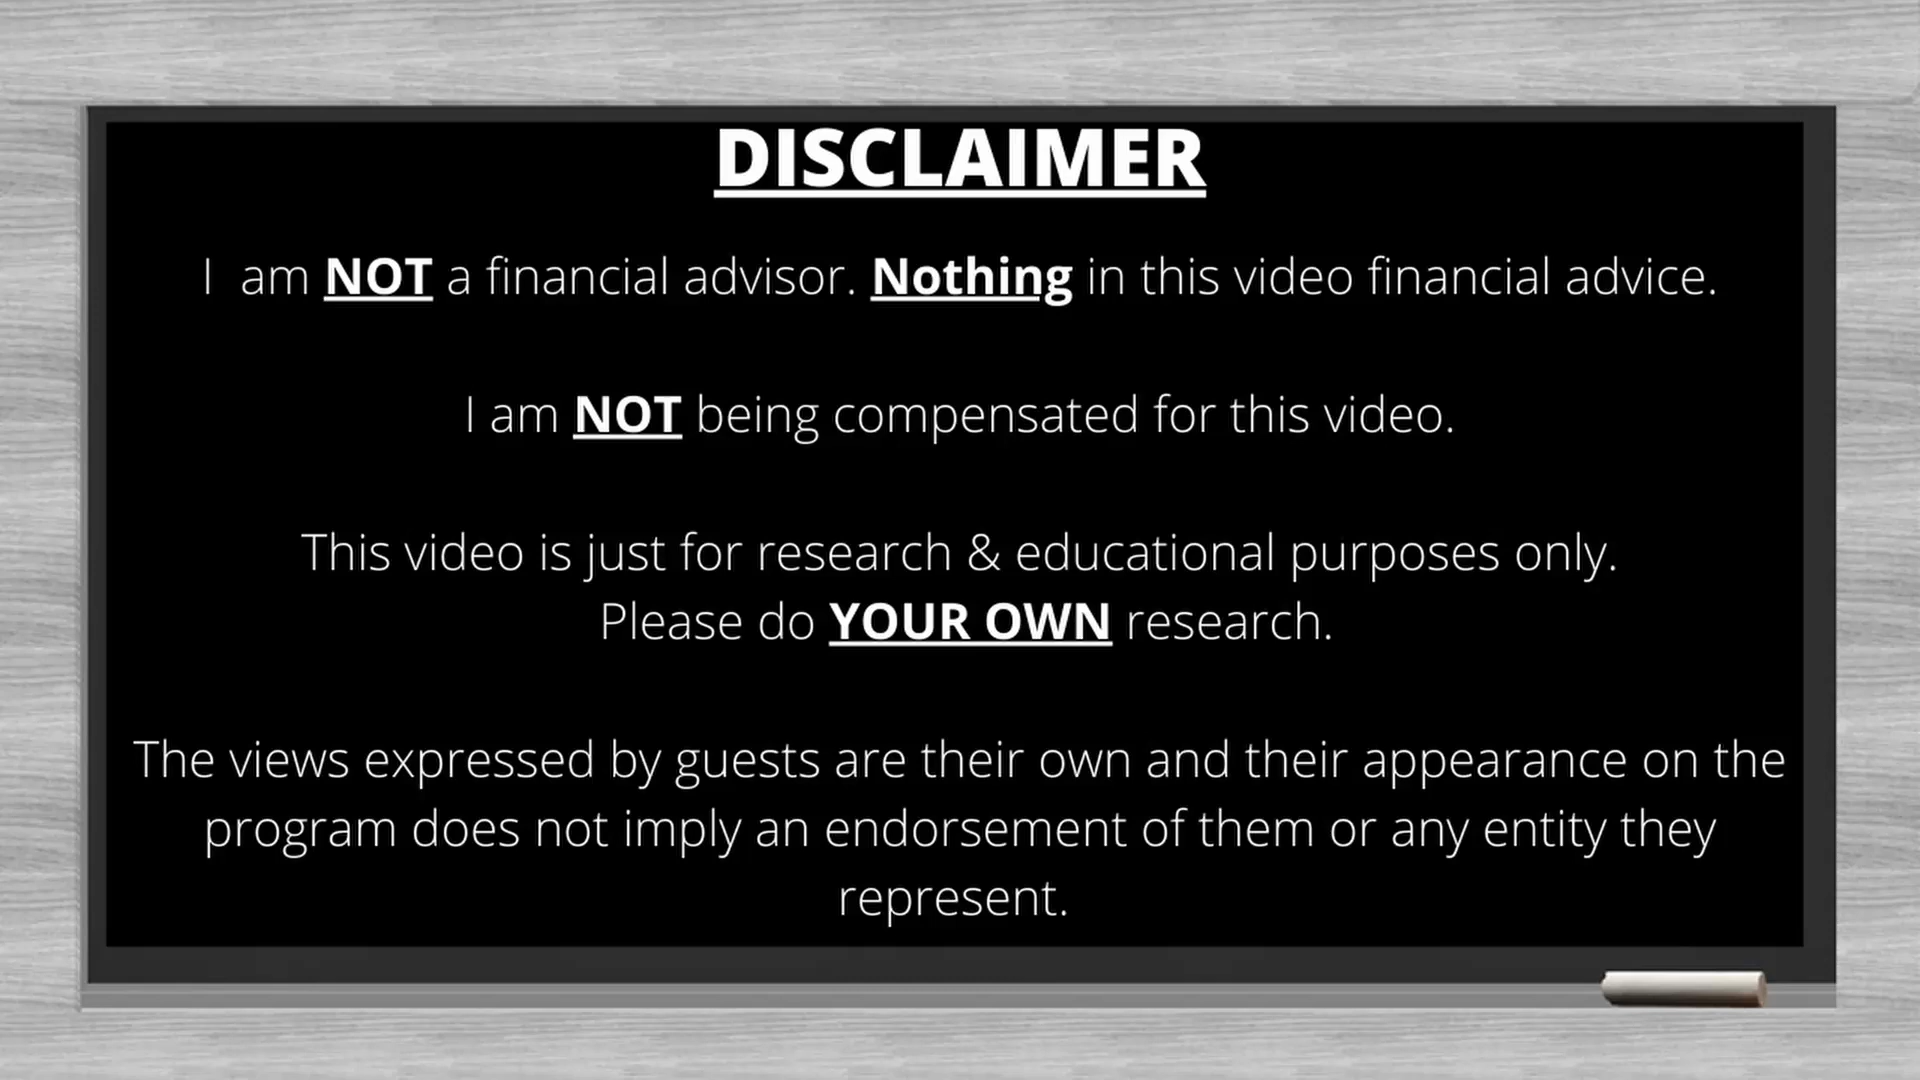 DISCLAIMER
I am NOT a financial advisor. Nothing in this video financial advice.
I am NOT being compensated for this video.
This video is just for research & educational purposes only.
Please do YOUR OWN research.
The views expressed by guests are their own and their appearance on the
program does not imply an endorsement of them or any entity they
represent.